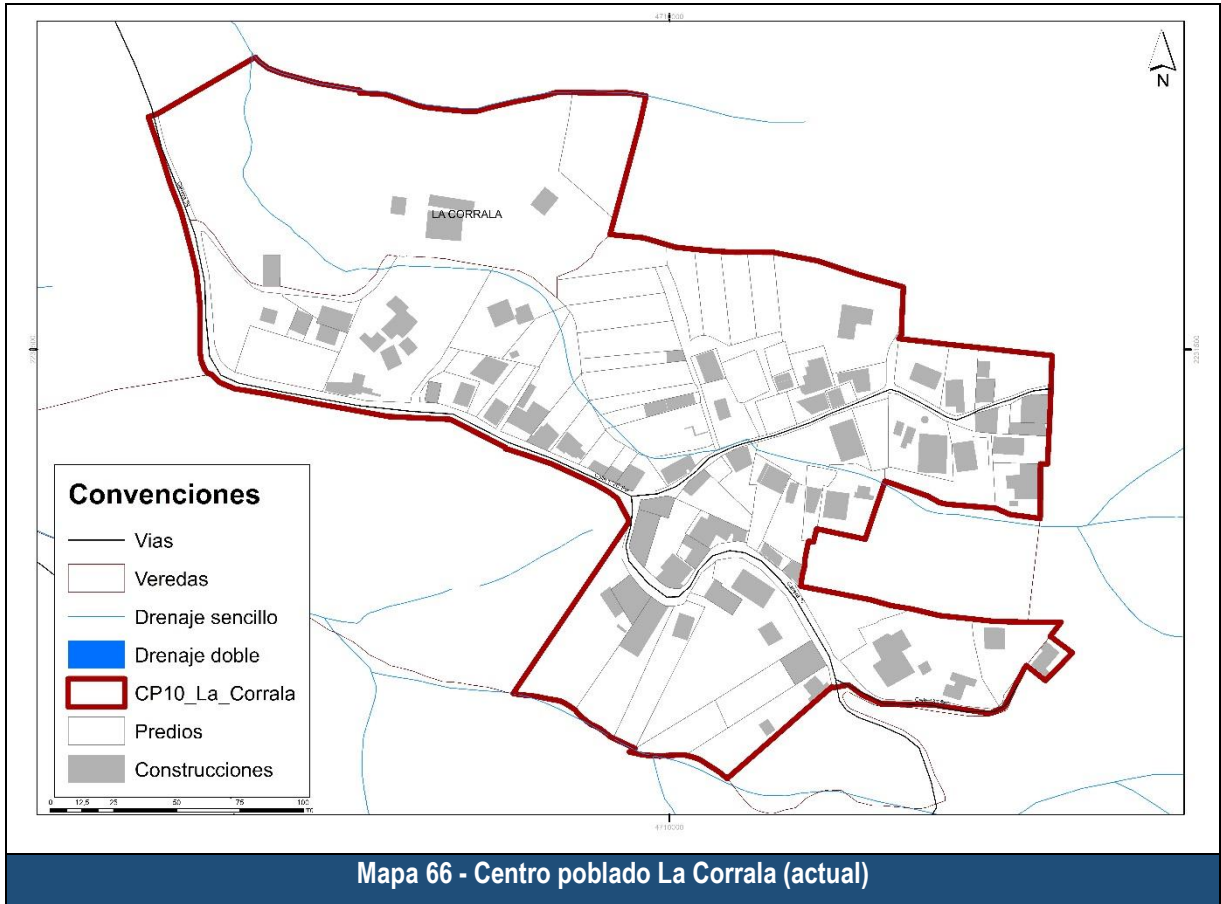 N
LA CORRALA
Convenciones
Vias
Veredas
Drenaje sencillo
Drenaje doble
CP10_La_Corrala
Predios
Construcciones
0 12,5 25 50 75 100
Mapa 66 - Centro poblado La Corrala (actual)